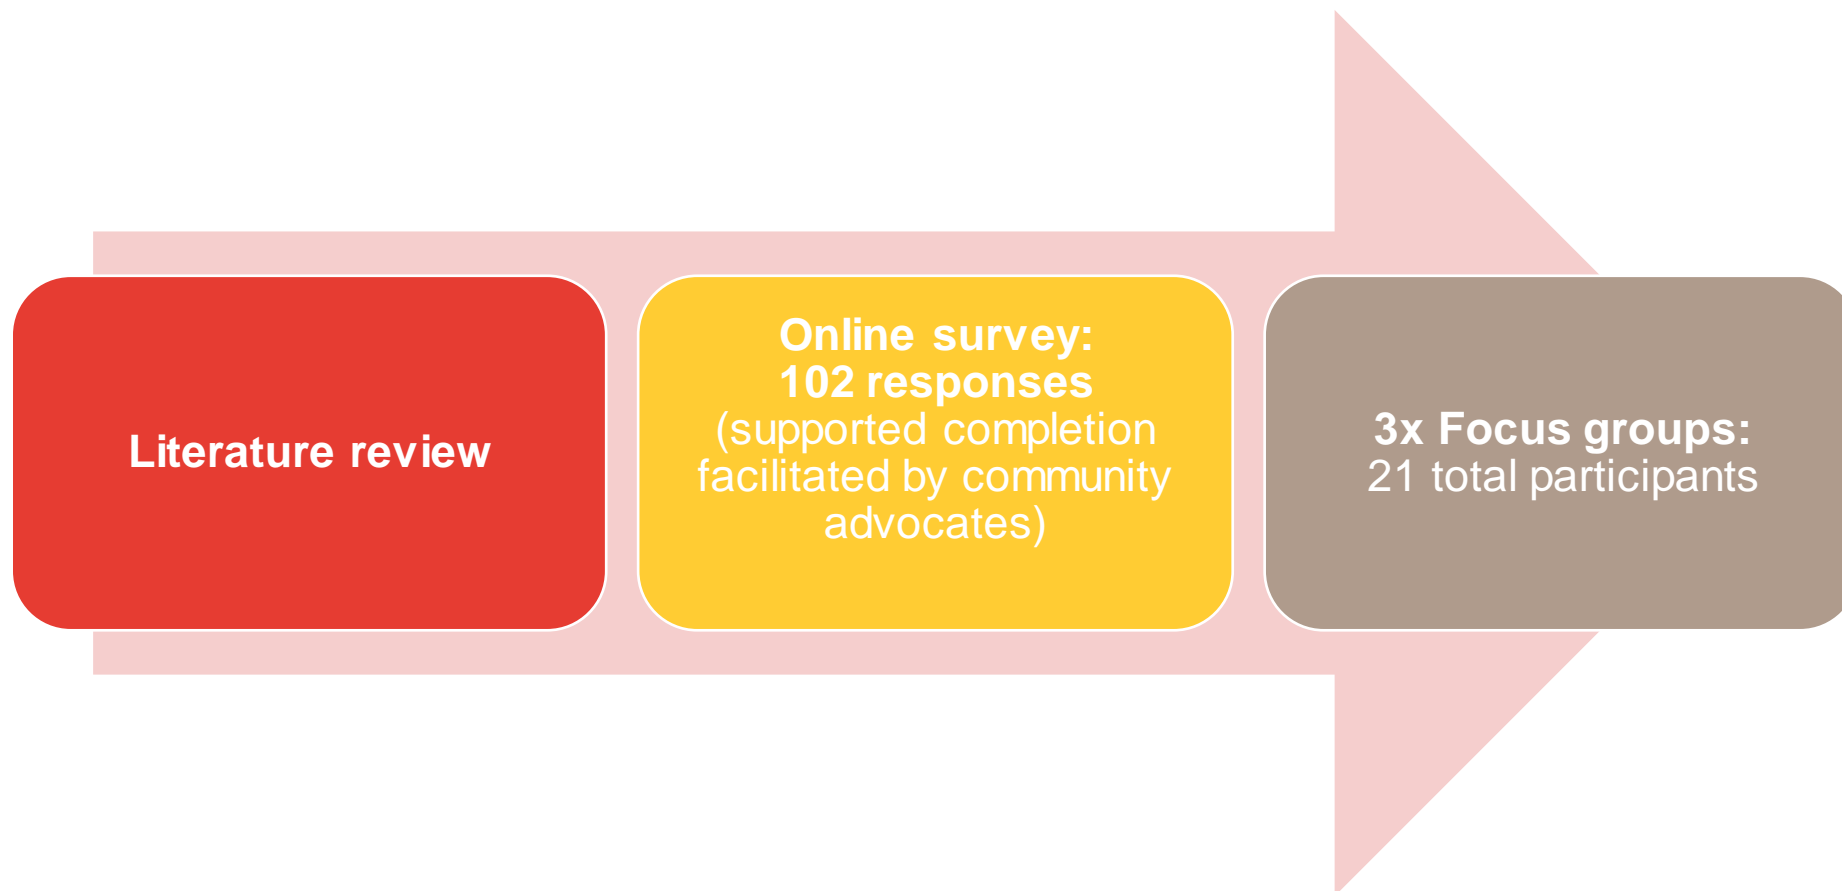 Literature review
Online survey:
102 responses
(supported completion
facilitated by community
advocates)
3x Focus groups:
21 total participants